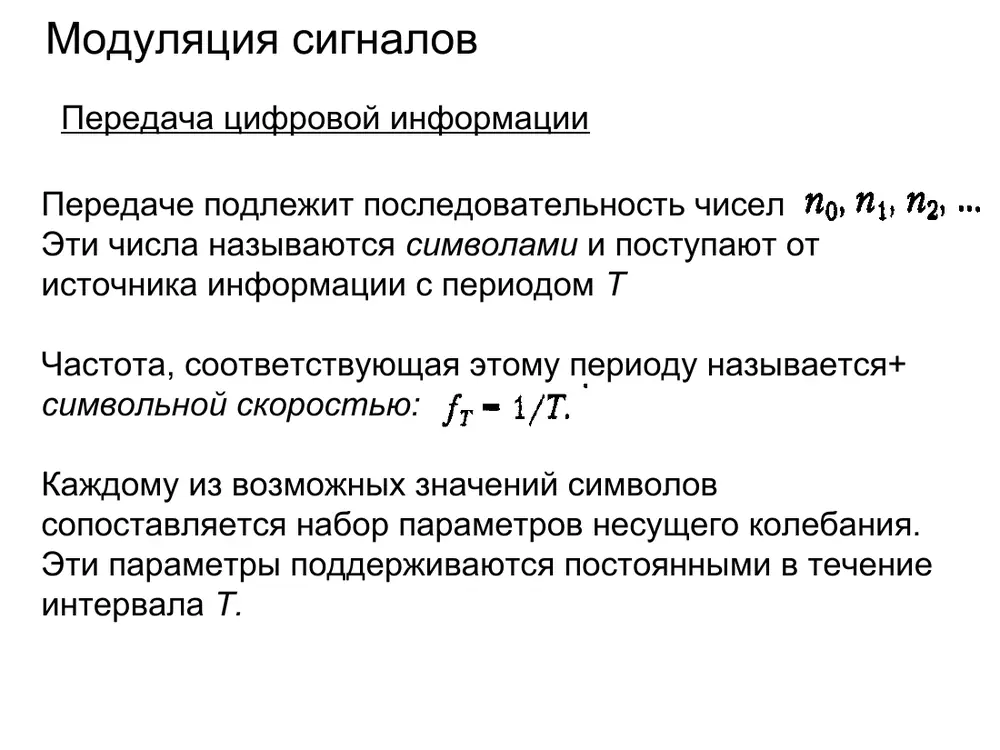 Модуляция сигналов
Передача цифровой информации
Передаче подлежит последовательность чисел n₀, n₁, n₂, ...
Эти числа называются символами и поступают от
источника информации с периодом T
Частота, соответствующая этому периоду называется+
символьной скоростью: f_T = 1/T.
Каждому из возможных значений символов
сопоставляется набор параметров несущего колебания.
Эти параметры поддерживаются постоянными в течение
интервала T.